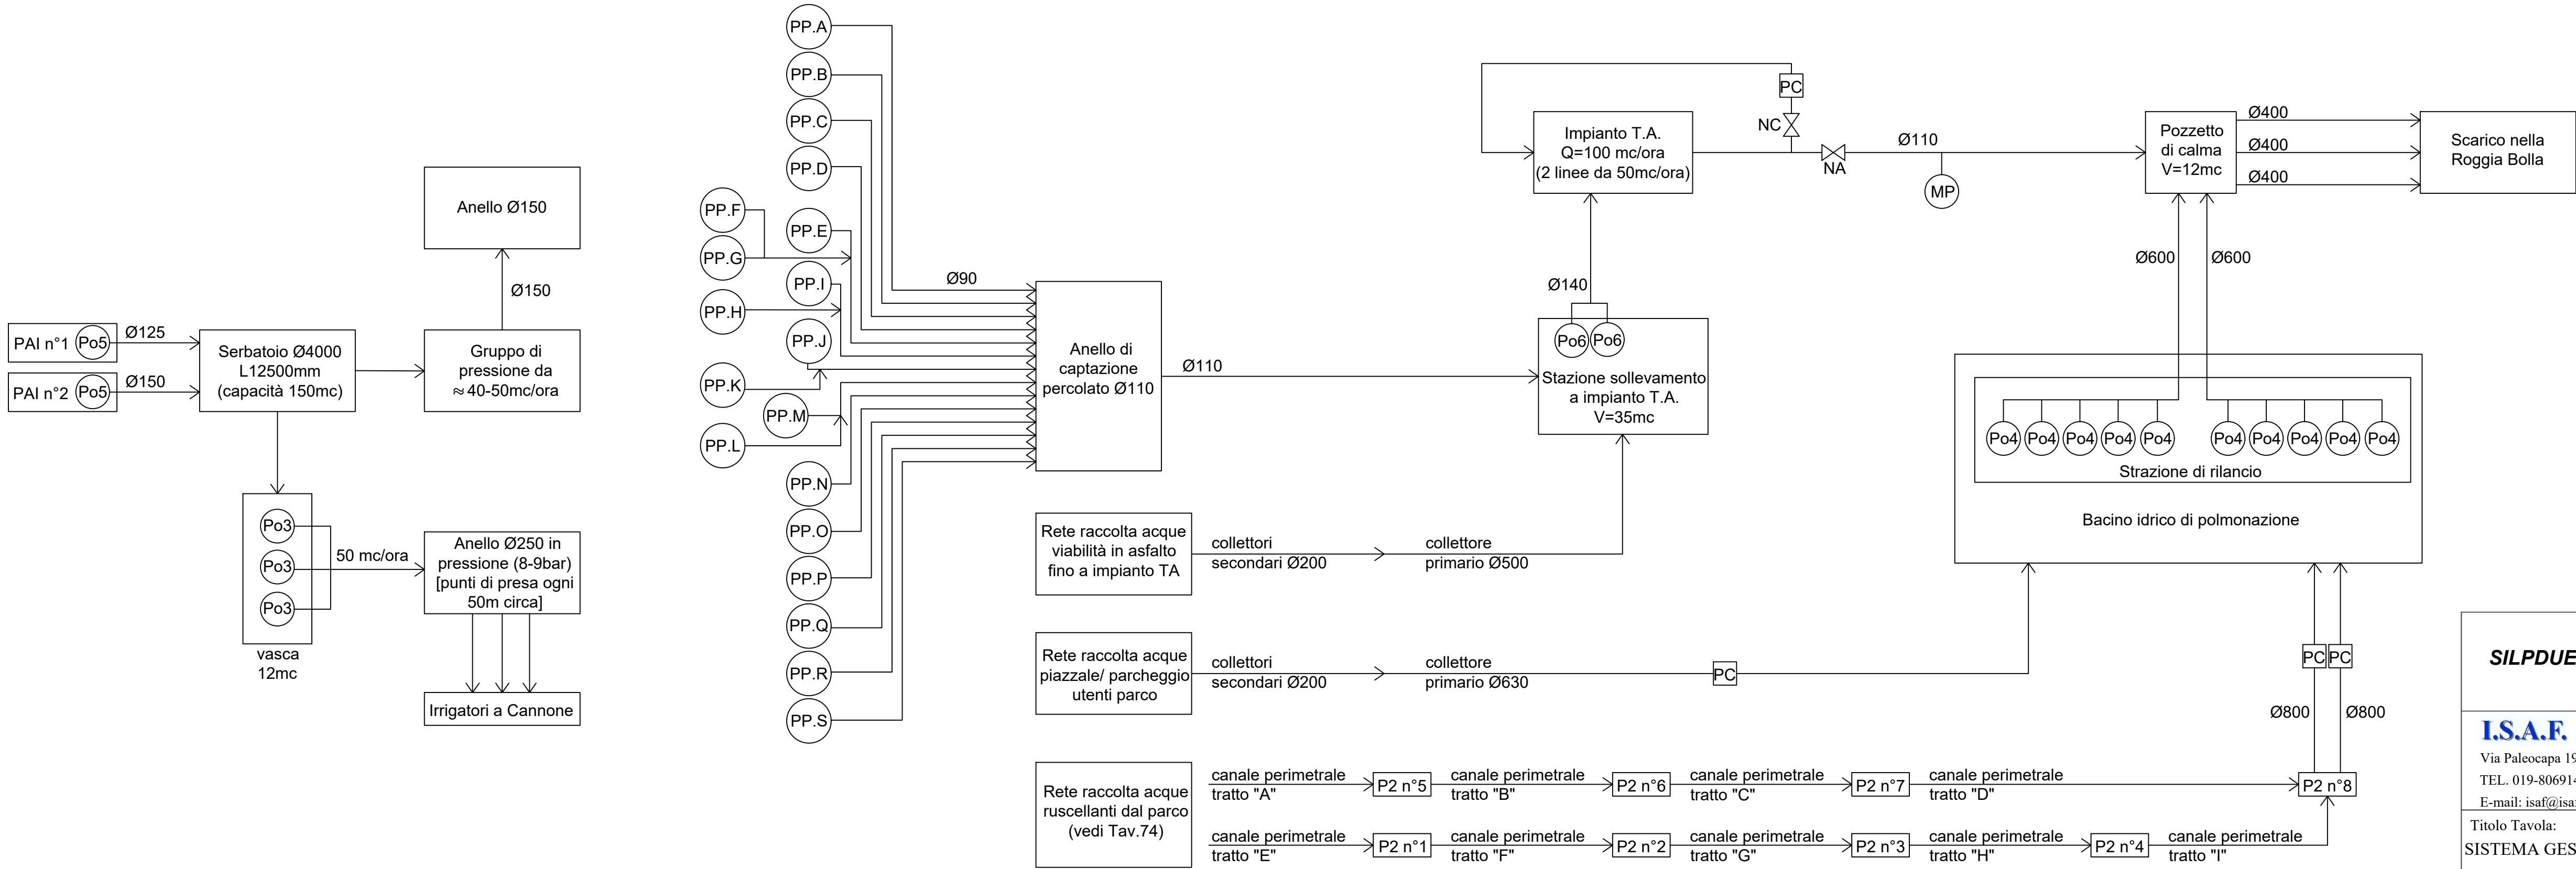 PAI n°1
Po5
Ø125
PAI n°2
Po5
Ø150
Serbatoio Ø4000
L12500mm
(capacità 150mc)
Anello Ø150
Ø150
Gruppo di
pressione da
≈ 40-50mc/ora
Po3
Po3
Po3
vasca
12mc
50 mc/ora
Anello Ø250 in
pressione (8-9bar)
[punti di presa ogni
50m circa]
Irrigatori a Cannone
PP.A
PP.B
PP.C
PP.D
PP.F
PP.E
PP.G
PP.I
PP.H
PP.J
PP.K
PP.M
PP.L
PP.N
PP.O
PP.P
PP.Q
PP.R
PP.S
Ø90
Anello di
captazione
percolato Ø110
Ø110
Stazione sollevamento
a impianto T.A.
V=35mc
Po6
Po6
Ø140
Impianto T.A.
Q=100 mc/ora
(2 linee da 50mc/ora)
PC
NC
NA
Ø110
MP
Pozzetto
di calma
V=12mc
Ø400
Ø400
Ø400
Scarico nella
Roggia Bolla
Ø600
Ø600
Po4
Po4
Po4
Po4
Po4
Po4
Po4
Po4
Po4
Po4
Strazione di rilancio
Bacino idrico di polmonazione
Rete raccolta acque
viabilità in asfalto
fino a impianto TA
collettori
secondari Ø200
collettore
primario Ø500
Rete raccolta acque
piazzale/ parcheggio
utenti parco
collettori
secondari Ø200
collettore
primario Ø630
PC
PC
PC
Ø800
Ø800
Rete raccolta acque
ruscellanti dal parco
(vedi Tav.74)
canale perimetrale
tratto "A"
P2 n°5
canale perimetrale
tratto "B"
P2 n°6
canale perimetrale
tratto "C"
P2 n°7
canale perimetrale
tratto "D"
P2 n°8
canale perimetrale
tratto "E"
P2 n°1
canale perimetrale
tratto "F"
P2 n°2
canale perimetrale
tratto "G"
P2 n°3
canale perimetrale
tratto "H"
P2 n°4
canale perimetrale
tratto "I"
SILPDUE
I.S.A.F.
Via Paleocapa 19
TEL. 019-80691
E-mail: isaf@isa
Titolo Tavola:
SISTEMA GES